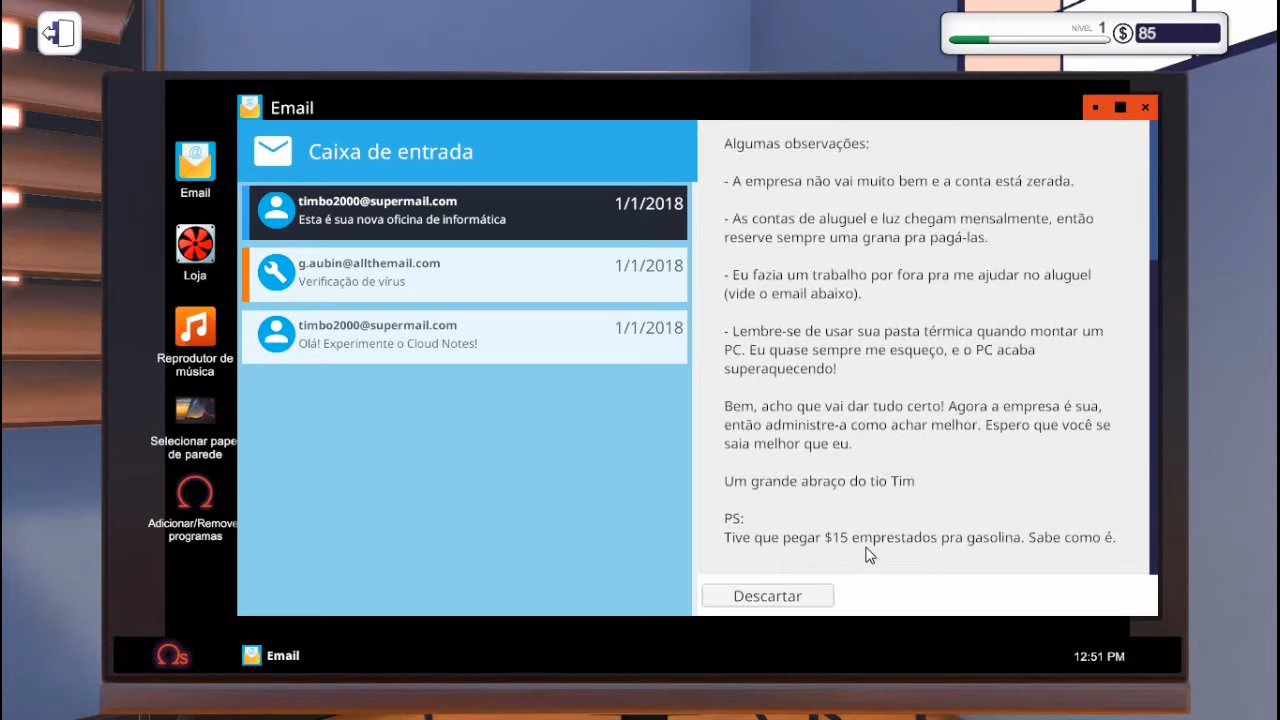 NÍVEL 1
$ 85
Email
Caixa de entrada
timbo2000@supermail.com 1/1/2018
Esta é sua nova oficina de informática
g.aubin@allthemail.com 1/1/2018
Verificação de vírus
timbo2000@supermail.com 1/1/2018
Olá! Experimente o Cloud Notes!
Email
Loja
Reprodutor de
música
Selecionar pape
de parede
Adicionar/Remove
programas
Algumas observações:
- A empresa não vai muito bem e a conta está zerada.
- As contas de aluguel e luz chegam mensalmente, então
reserve sempre uma grana pra pagá-las.
- Eu fazia um trabalho por fora pra me ajudar no aluguel
(vide o email abaixo).
- Lembre-se de usar sua pasta térmica quando montar um
PC. Eu quase sempre me esqueço, e o PC acaba
superaquecendo!
Bem, acho que vai dar tudo certo! Agora a empresa é sua,
então administre-a como achar melhor. Espero que você se
saia melhor que eu.
Um grande abraço do tio Tim
PS:
Tive que pegar $15 emprestados pra gasolina. Sabe como é.
Descartar
Ωs
Email
12:51 PM